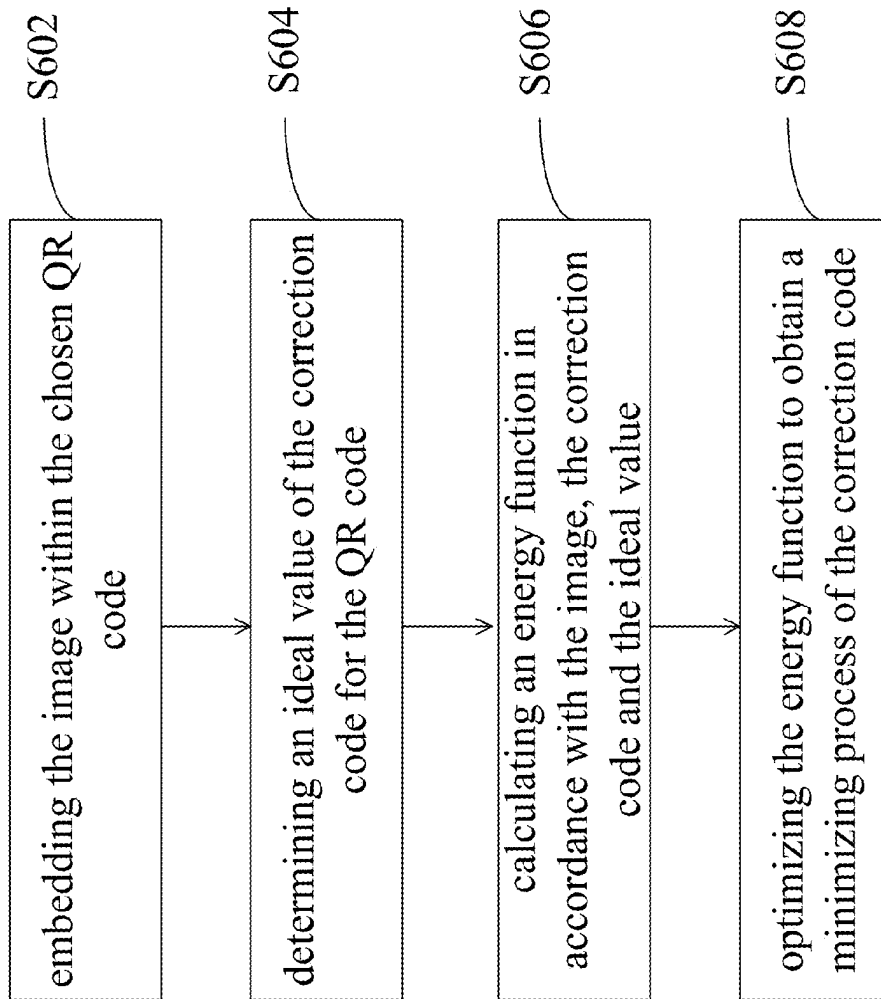 embedding the image within the chosen QR
code
S602
determining an ideal value of the correction
code for the QR code
S604
calculating an energy function in
accordance with the image, the correction
code and the ideal value
S606
optimizing the energy function to obtain a
minimizing process of the correction code
S608